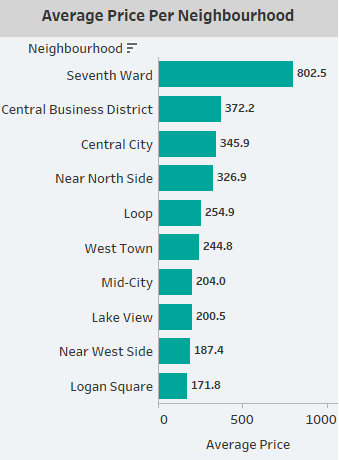 Average Price Per Neighbourhood
Neighbourhood
Seventh Ward 802.5
Central Business District 372.2
Central City 345.9
Near North Side 326.9
Loop 254.9
West Town 244.8
Mid-City 204.0
Lake View 200.5
Near West Side 187.4
Logan Square 171.8
0 500 1000
Average Price